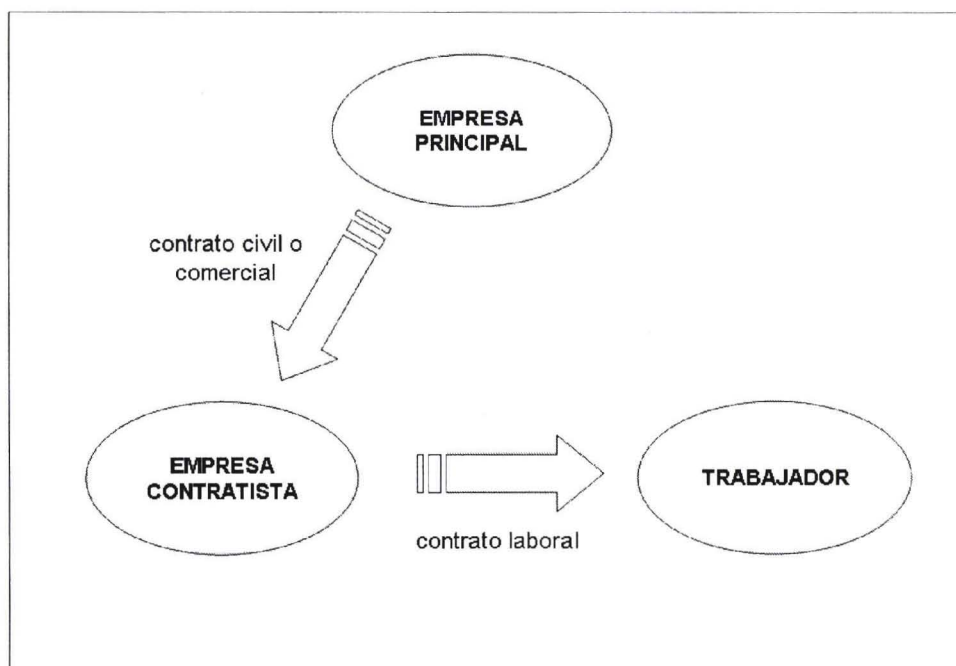 EMPRESA
PRINCIPAL
contrato civil o
comercial
EMPRESA
CONTRATISTA
contrato laboral
TRABAJADOR